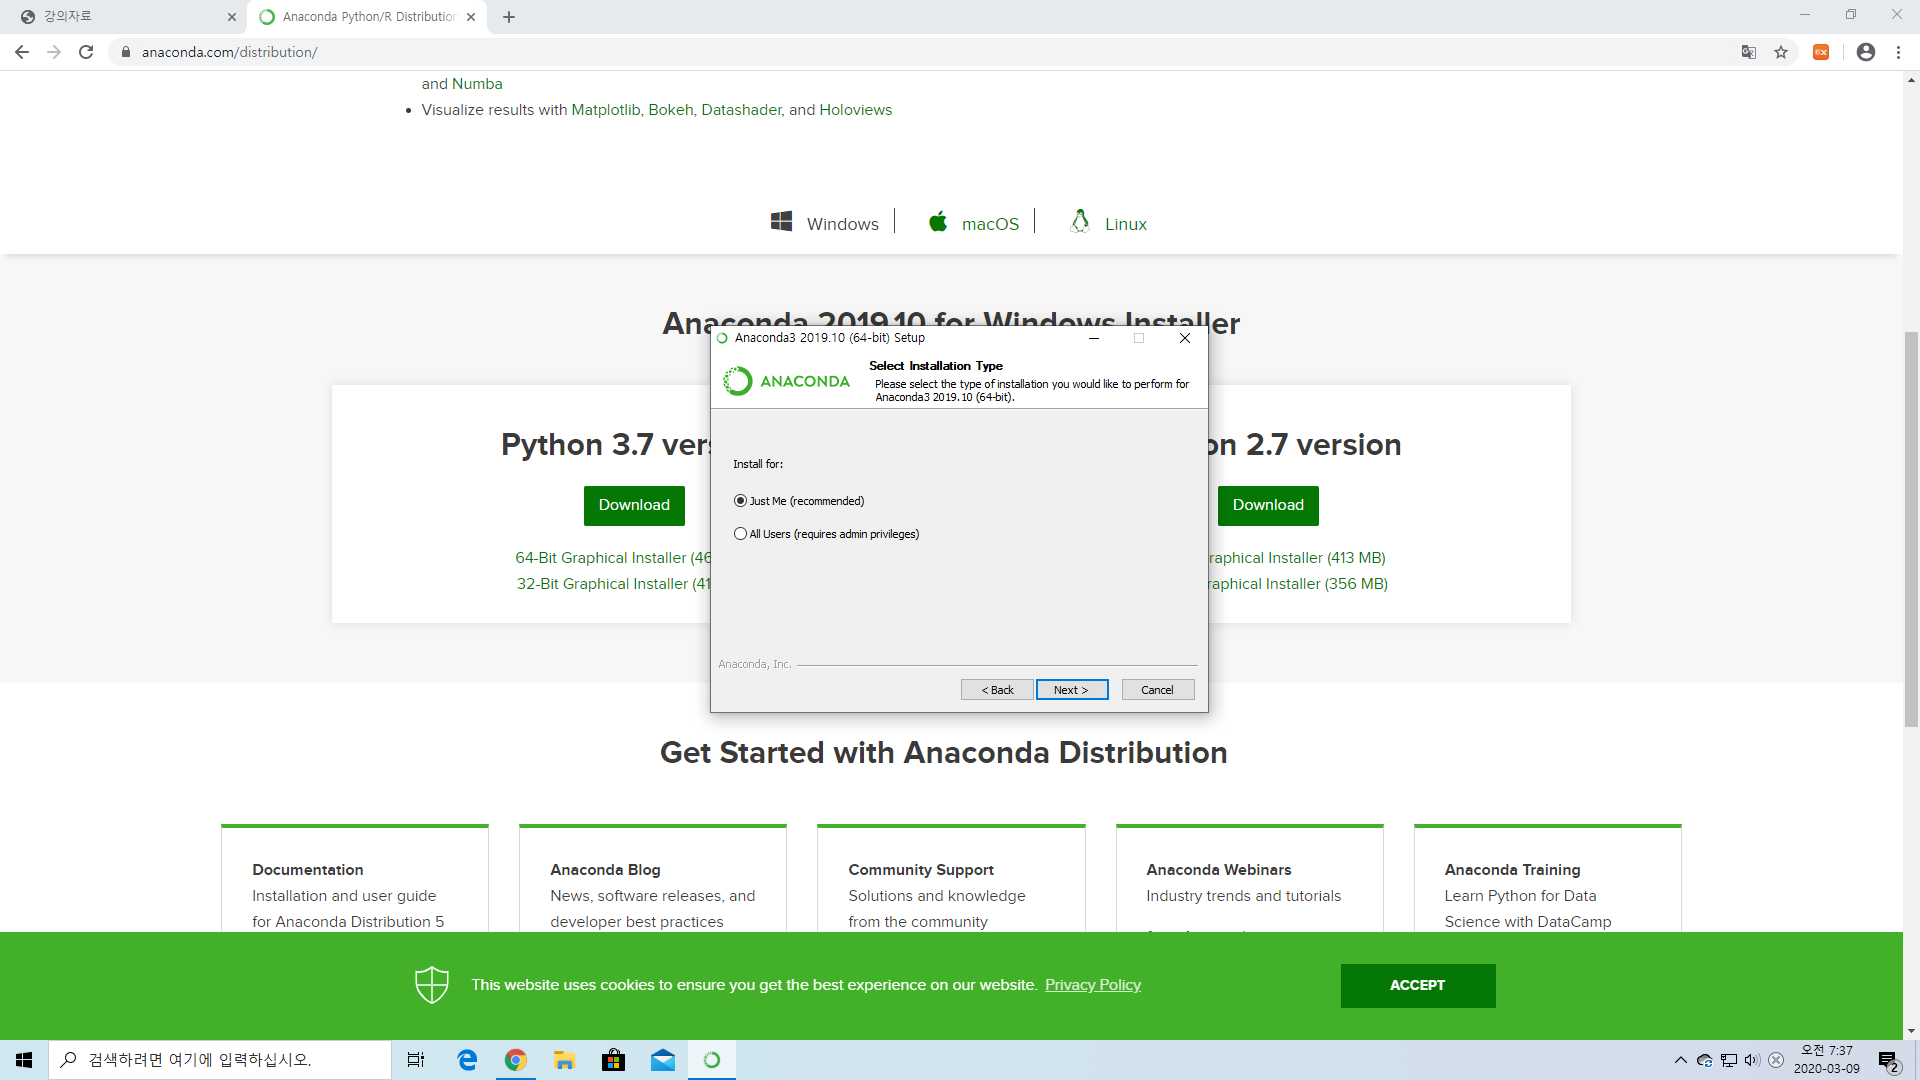 강의자료
Anaconda Python/R Distribution
anaconda.com/distribution/
and Numba
Visualize results with Matplotlib, Bokeh, Datashader, and Holoviews
Windows
macOS
Linux
Anaconda 2019.10 for Windows Installer
Anaconda3 2019.10 (64-bit) Setup
ANACONDA
Select Installation Type
Please select the type of installation you would like to perform for
Anaconda3 2019.10 (64-bit).
Install for:
Just Me (recommended)
All Users (requires admin privileges)
Anaconda, Inc.
< Back
Next >
Cancel
Python 3.7
Download
64-Bit Graphical Installer
32-Bit Graphical Installer
2.7 version
Download
Installer (413 MB)
Installer (356 MB)
Get Started with Anaconda Distribution
Documentation
Installation and user guide
for Anaconda Distribution 5
Anaconda Blog
News, software releases, and
developer best practices
Community Support
Solutions and knowledge
from the community
Anaconda Webinars
Industry trends and tutorials
Anaconda Training
Learn Python for Data
Science with DataCamp
This website uses cookies to ensure you get the best experience on our website. Privacy Policy
ACCEPT
검색하려면 여기에 입력하십시오.
오전 7:37
2020-03-09
2